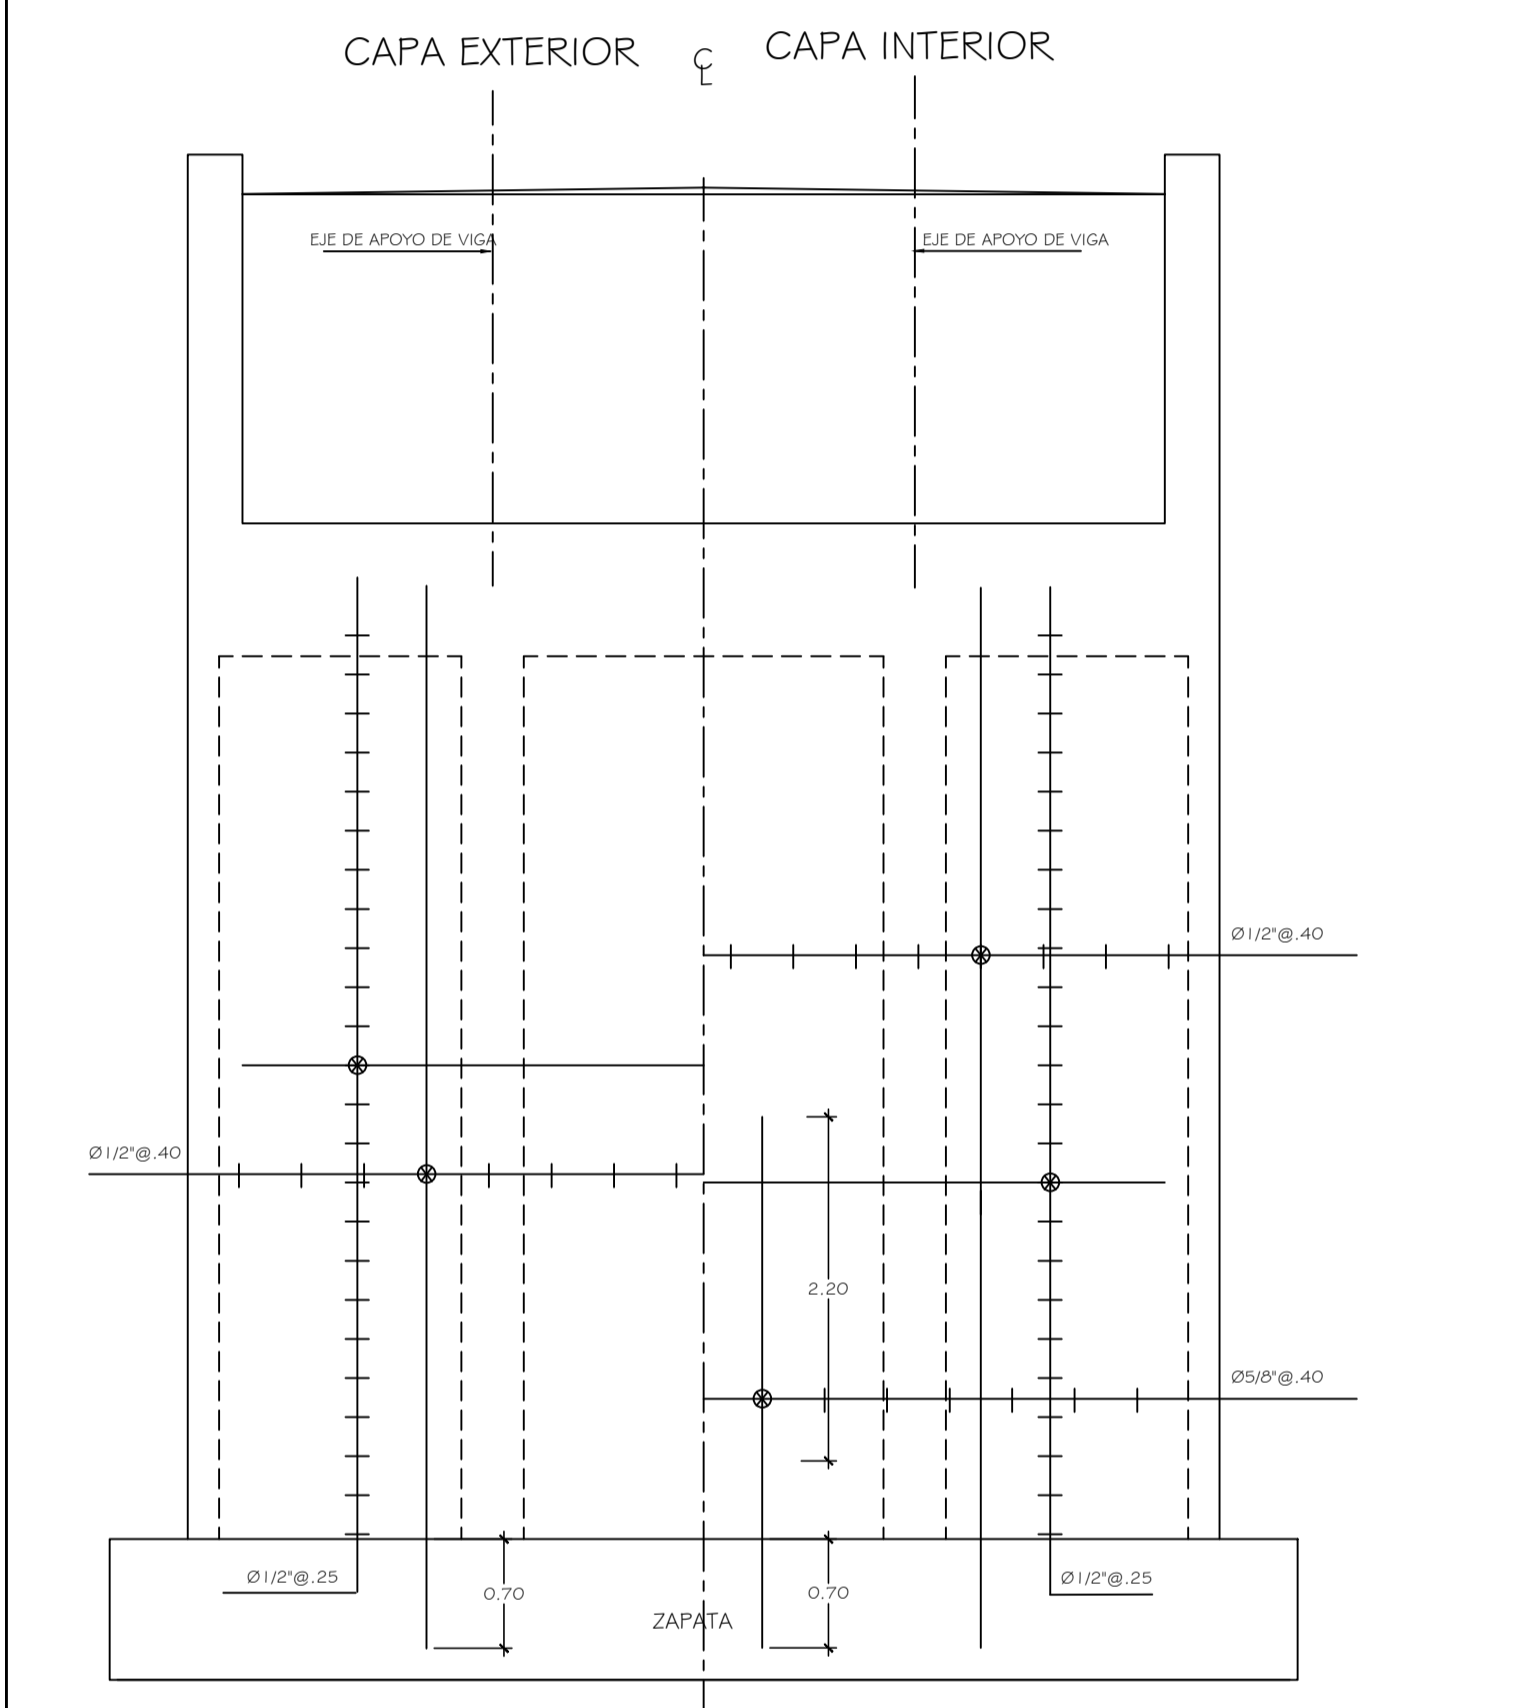 CAPA EXTERIOR
CL
CAPA INTERIOR
EJE DE APOYO DE VIGA
EJE DE APOYO DE VIGA
Ø1/2"@.40
Ø1/2"@.40
2.20
Ø5/8"@.40
Ø1/2"@.25
0.70
0.70
Ø1/2"@.25
ZAPATA